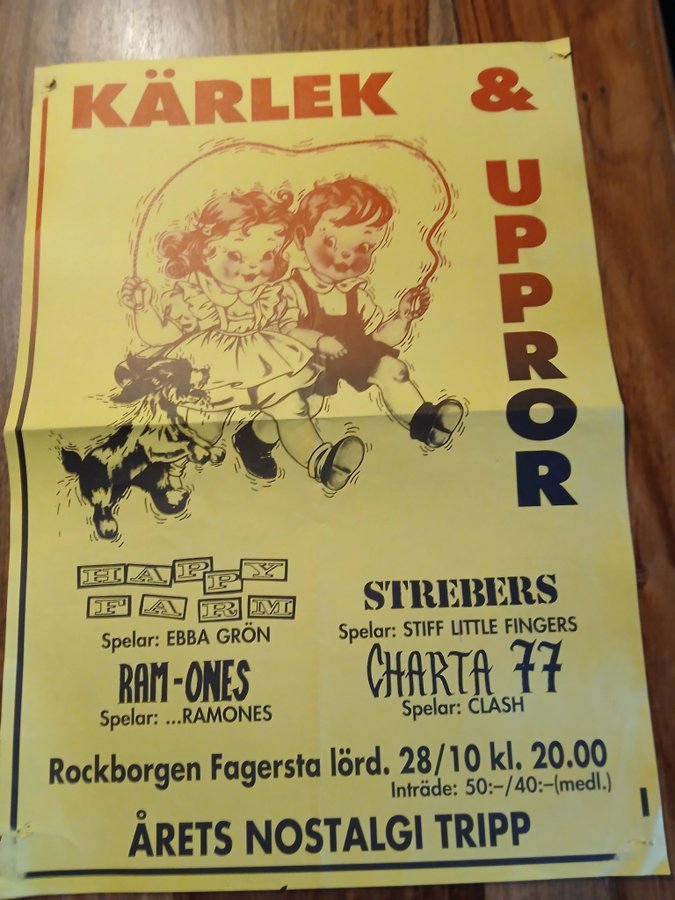 KÄRLEK & UPPROR
HAPPY FARM
Spelar: EBBA GRÖN
STREBERS
Spelar: STIFF LITTLE FINGERS
RAM-ONES
Spelar: ...RAMONES
CHARTA 77
Spelar: CLASH
Rockborgen Fagersta lörd. 28/10 kl. 20.00
Inträde: 50:-/40:-(medl.)
ÅRETS NOSTALGI TRIPP